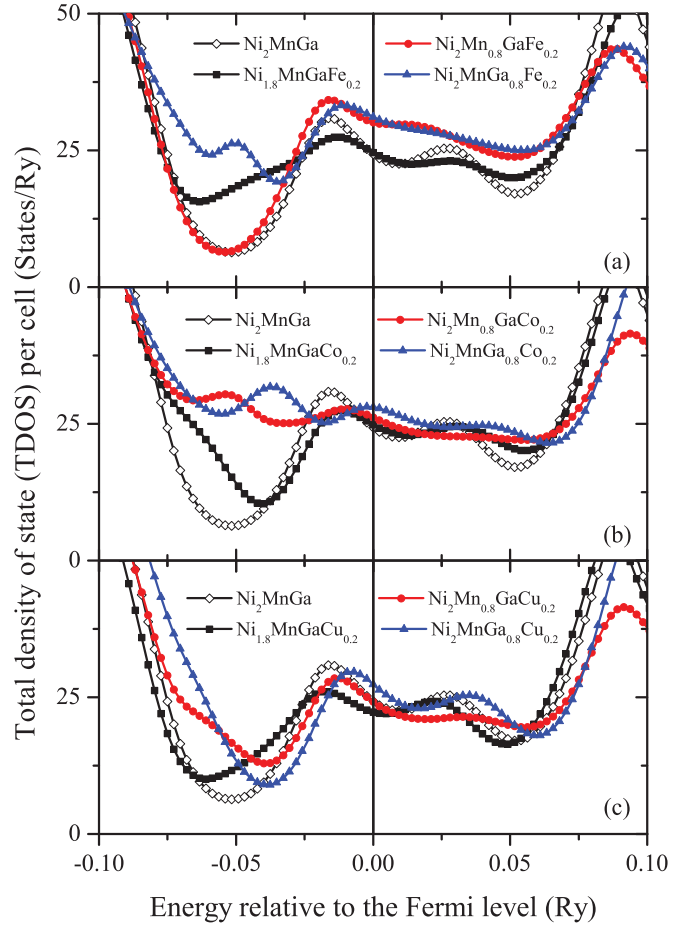 Total density of state (TDOS) per cell (States/Ry)
50
Ni₂MnGa Ni₂Mn₀.₈GaFe₀.₂
Ni₁.₈MnGaFe₀.₂ Ni₂MnGa₀.₈Fe₀.₂
25
(a)
0
Ni₂MnGa Ni₂Mn₀.₈GaCo₀.₂
Ni₁.₈MnGaCo₀.₂ Ni₂MnGa₀.₈Co₀.₂
25
(b)
0
Ni₂MnGa Ni₂Mn₀.₈GaCu₀.₂
Ni₁.₈MnGaCu₀.₂ Ni₂MnGa₀.₈Cu₀.₂
25
(c)
0
-0.10 -0.05 0.00 0.05 0.10
Energy relative to the Fermi level (Ry)